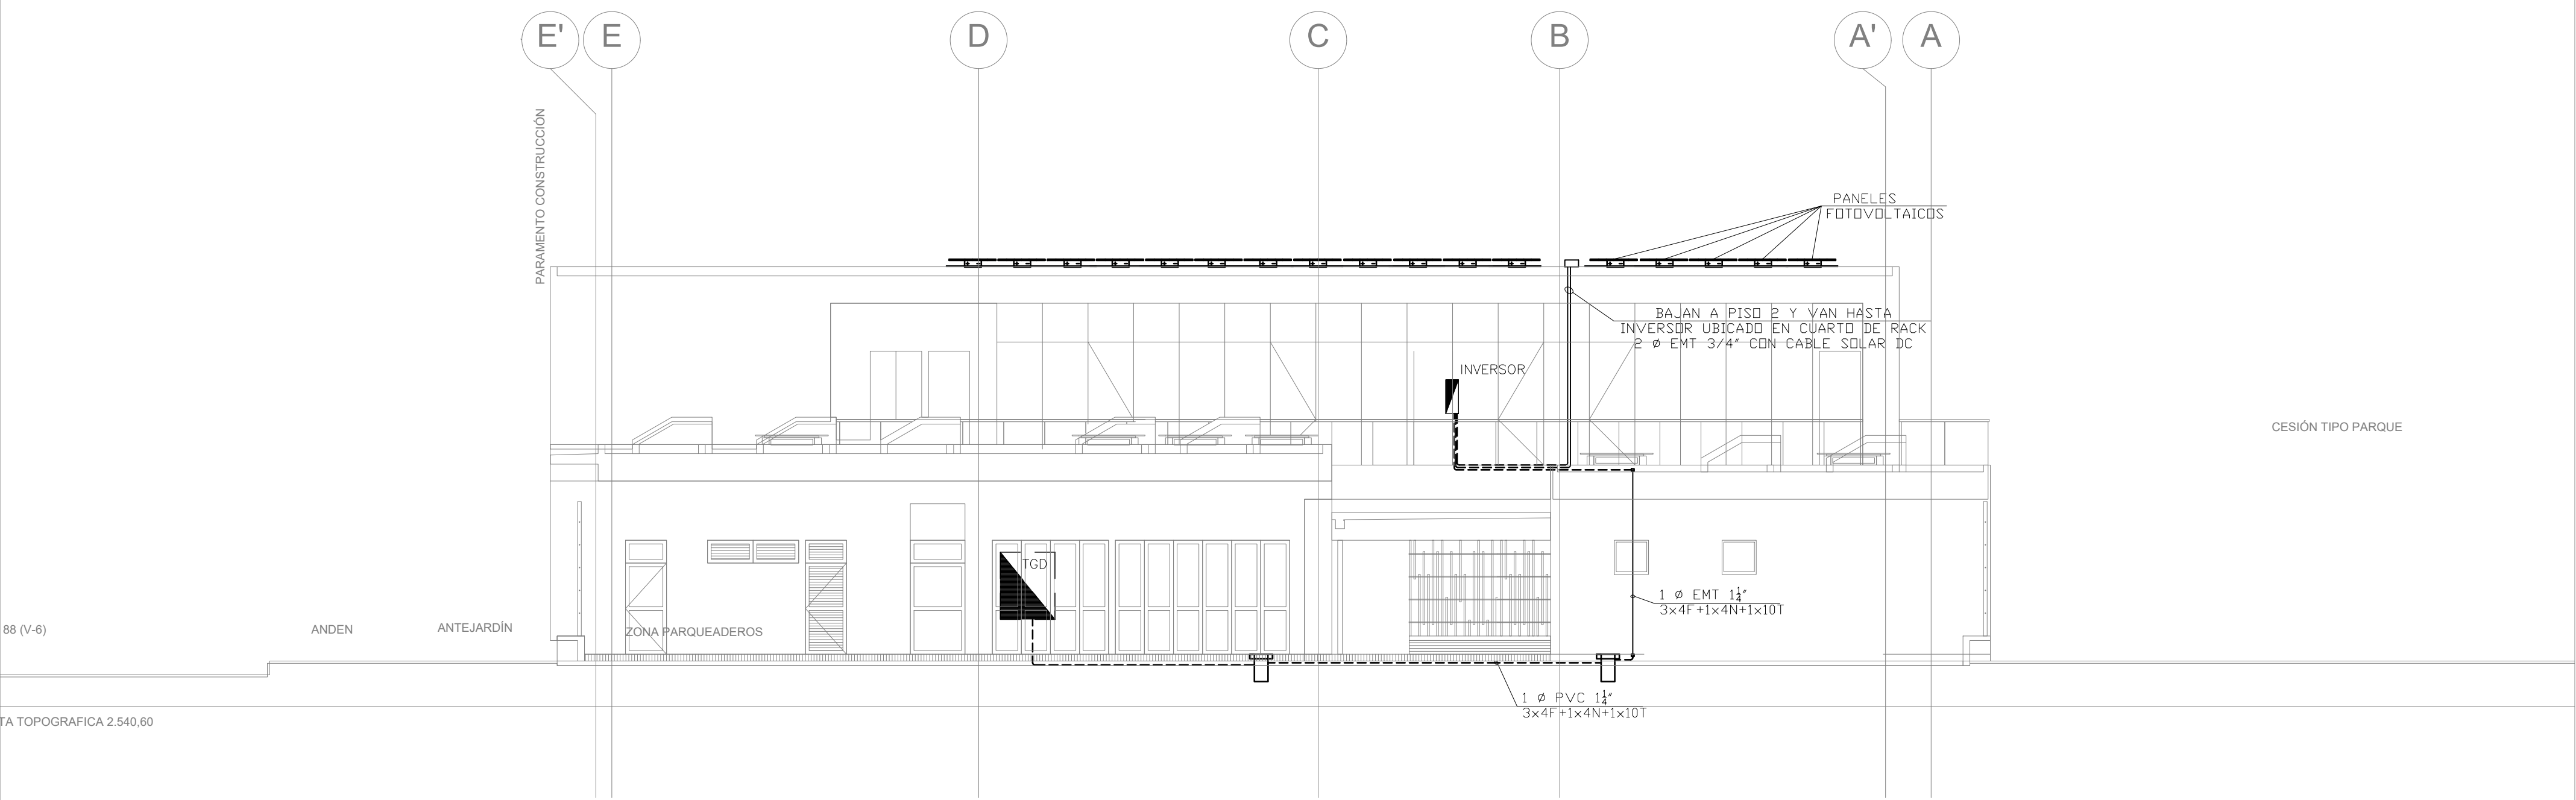 E'
E
D
C
B
A'
A
PARAMENTO CONSTRUCCIÓN
PANELES
FOTOVOLTAICOS
BAJAN A PISO 2 Y VAN HASTA
INVERSOR UBICADO EN CUARTO DE RACK
2 Ø EMT 3/4" CON CABLE SOLAR DC
INVERSOR
CESIÓN TIPO PARQUE
TGD
1 Ø EMT 1¼"
3x4F+1x4N+1x10T
88 (V-6)
ANDEN
ANTEJARDÍN
ZONA PARQUEADEROS
1 Ø PVC 1¼"
3x4F+1x4N+1x10T
TA TOPOGRAFICA 2.540,60